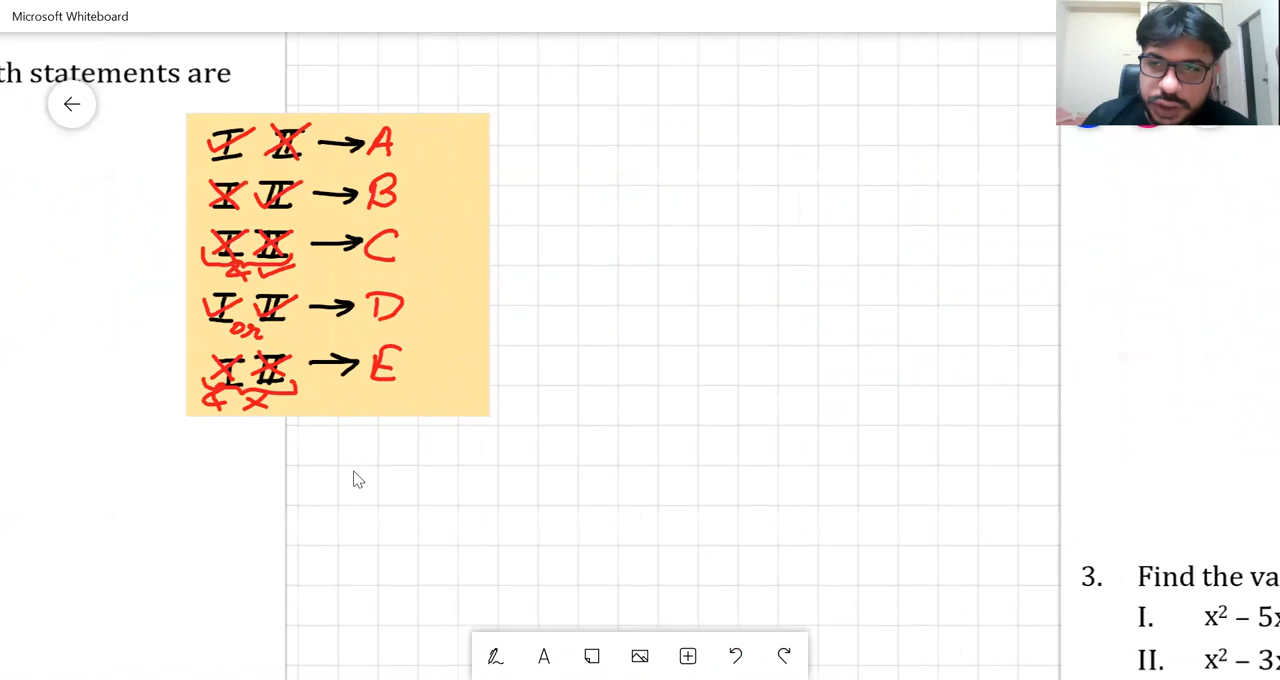 Microsoft Whiteboard
th statements are
I II → A
I II → B
I II → C
& ✓
I II → D
or
I II → E
& X
3. Find the va
I. x² – 5x
II. x² – 3x